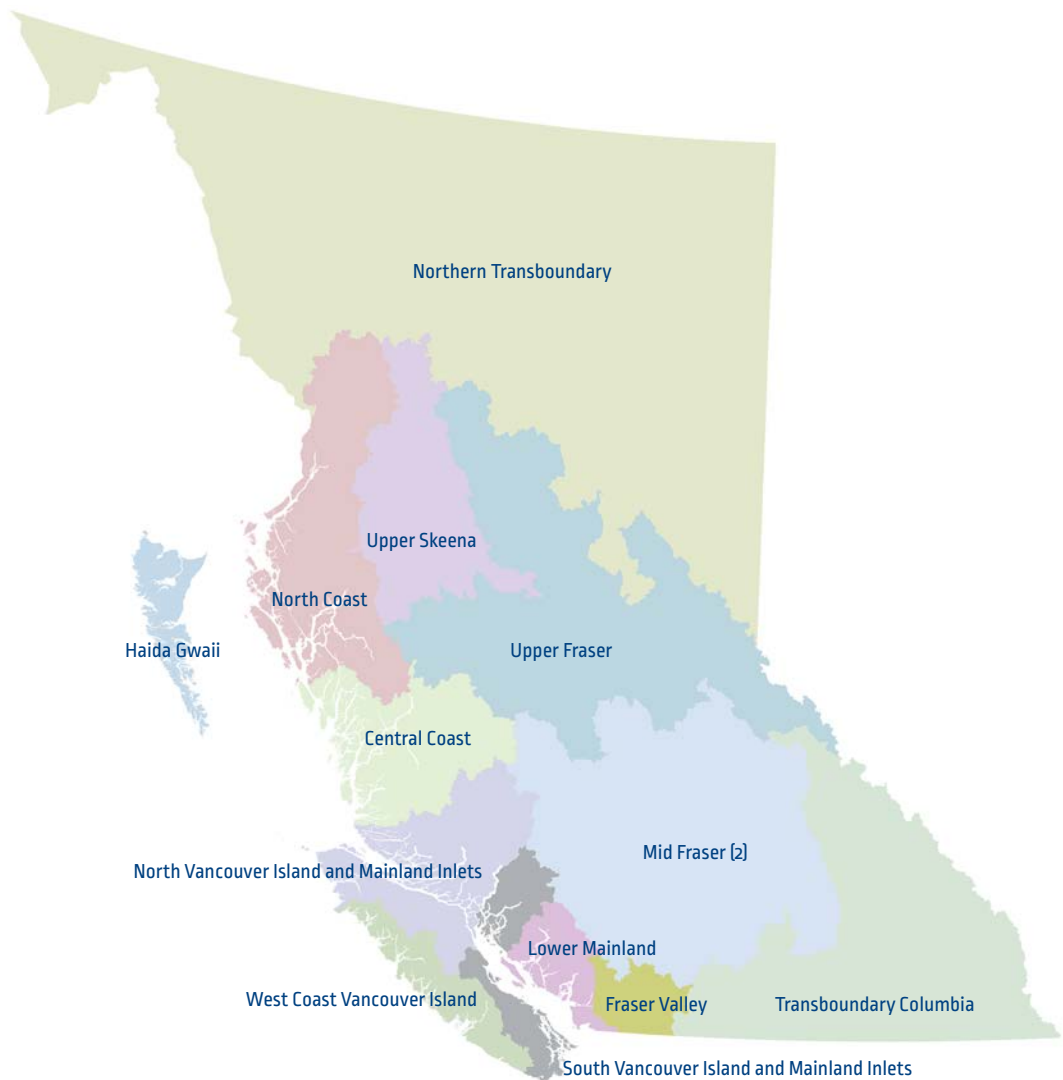 Northern Transboundary
Upper Skeena
North Coast
Haida Gwaii
Upper Fraser
Central Coast
Mid Fraser (2)
North Vancouver Island and Mainland Inlets
Lower Mainland
West Coast Vancouver Island
Fraser Valley
Transboundary Columbia
South Vancouver Island and Mainland Inlets